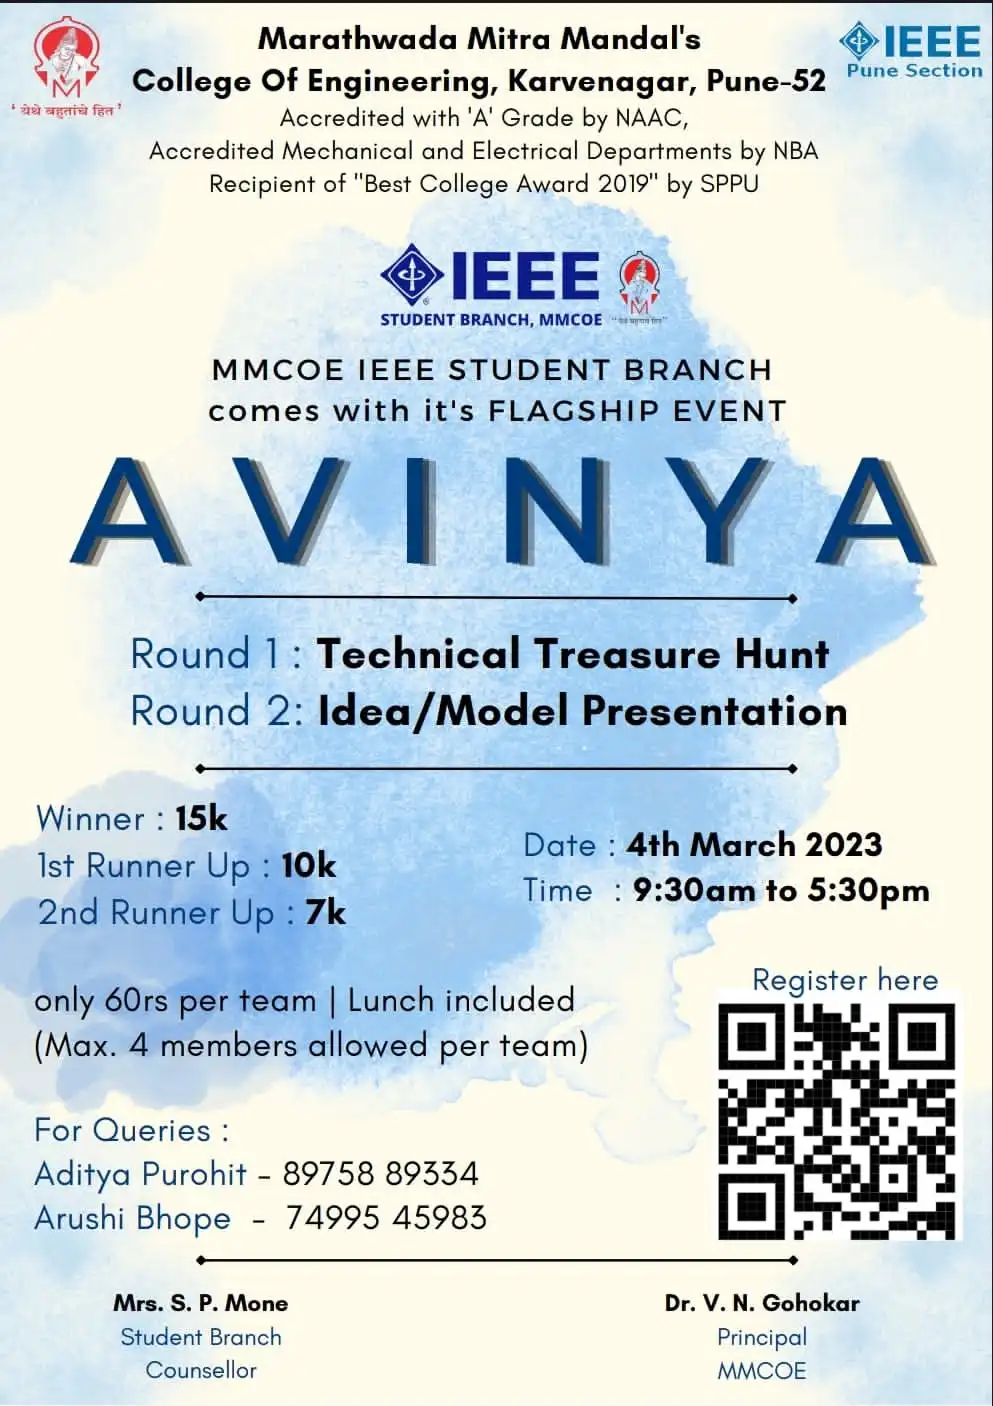 Marathwada Mitra Mandal's
College Of Engineering, Karvenagar, Pune-52
Accredited with 'A' Grade by NAAC,
Accredited Mechanical and Electrical Departments by NBA
Recipient of "Best College Award 2019" by SPPU
M
' येथे बहुतांचे हित '
IEEE
Pune Section
IEEE
STUDENT BRANCH, MMCOE
M
"येथे बहुतांचे हित"
MMCOE IEEE STUDENT BRANCH
comes with it's FLAGSHIP EVENT
AVINYA
Round 1 : Technical Treasure Hunt
Round 2: Idea/Model Presentation
Winner : 15k
1st Runner Up : 10k
2nd Runner Up : 7k
Date : 4th March 2023
Time : 9:30am to 5:30pm
only 60rs per team | Lunch included
(Max. 4 members allowed per team)
Register here
For Queries :
Aditya Purohit - 89758 89334
Arushi Bhope - 74995 45983
Mrs. S. P. Mone
Student Branch
Counsellor
Dr. V. N. Gohokar
Principal
MMCOE